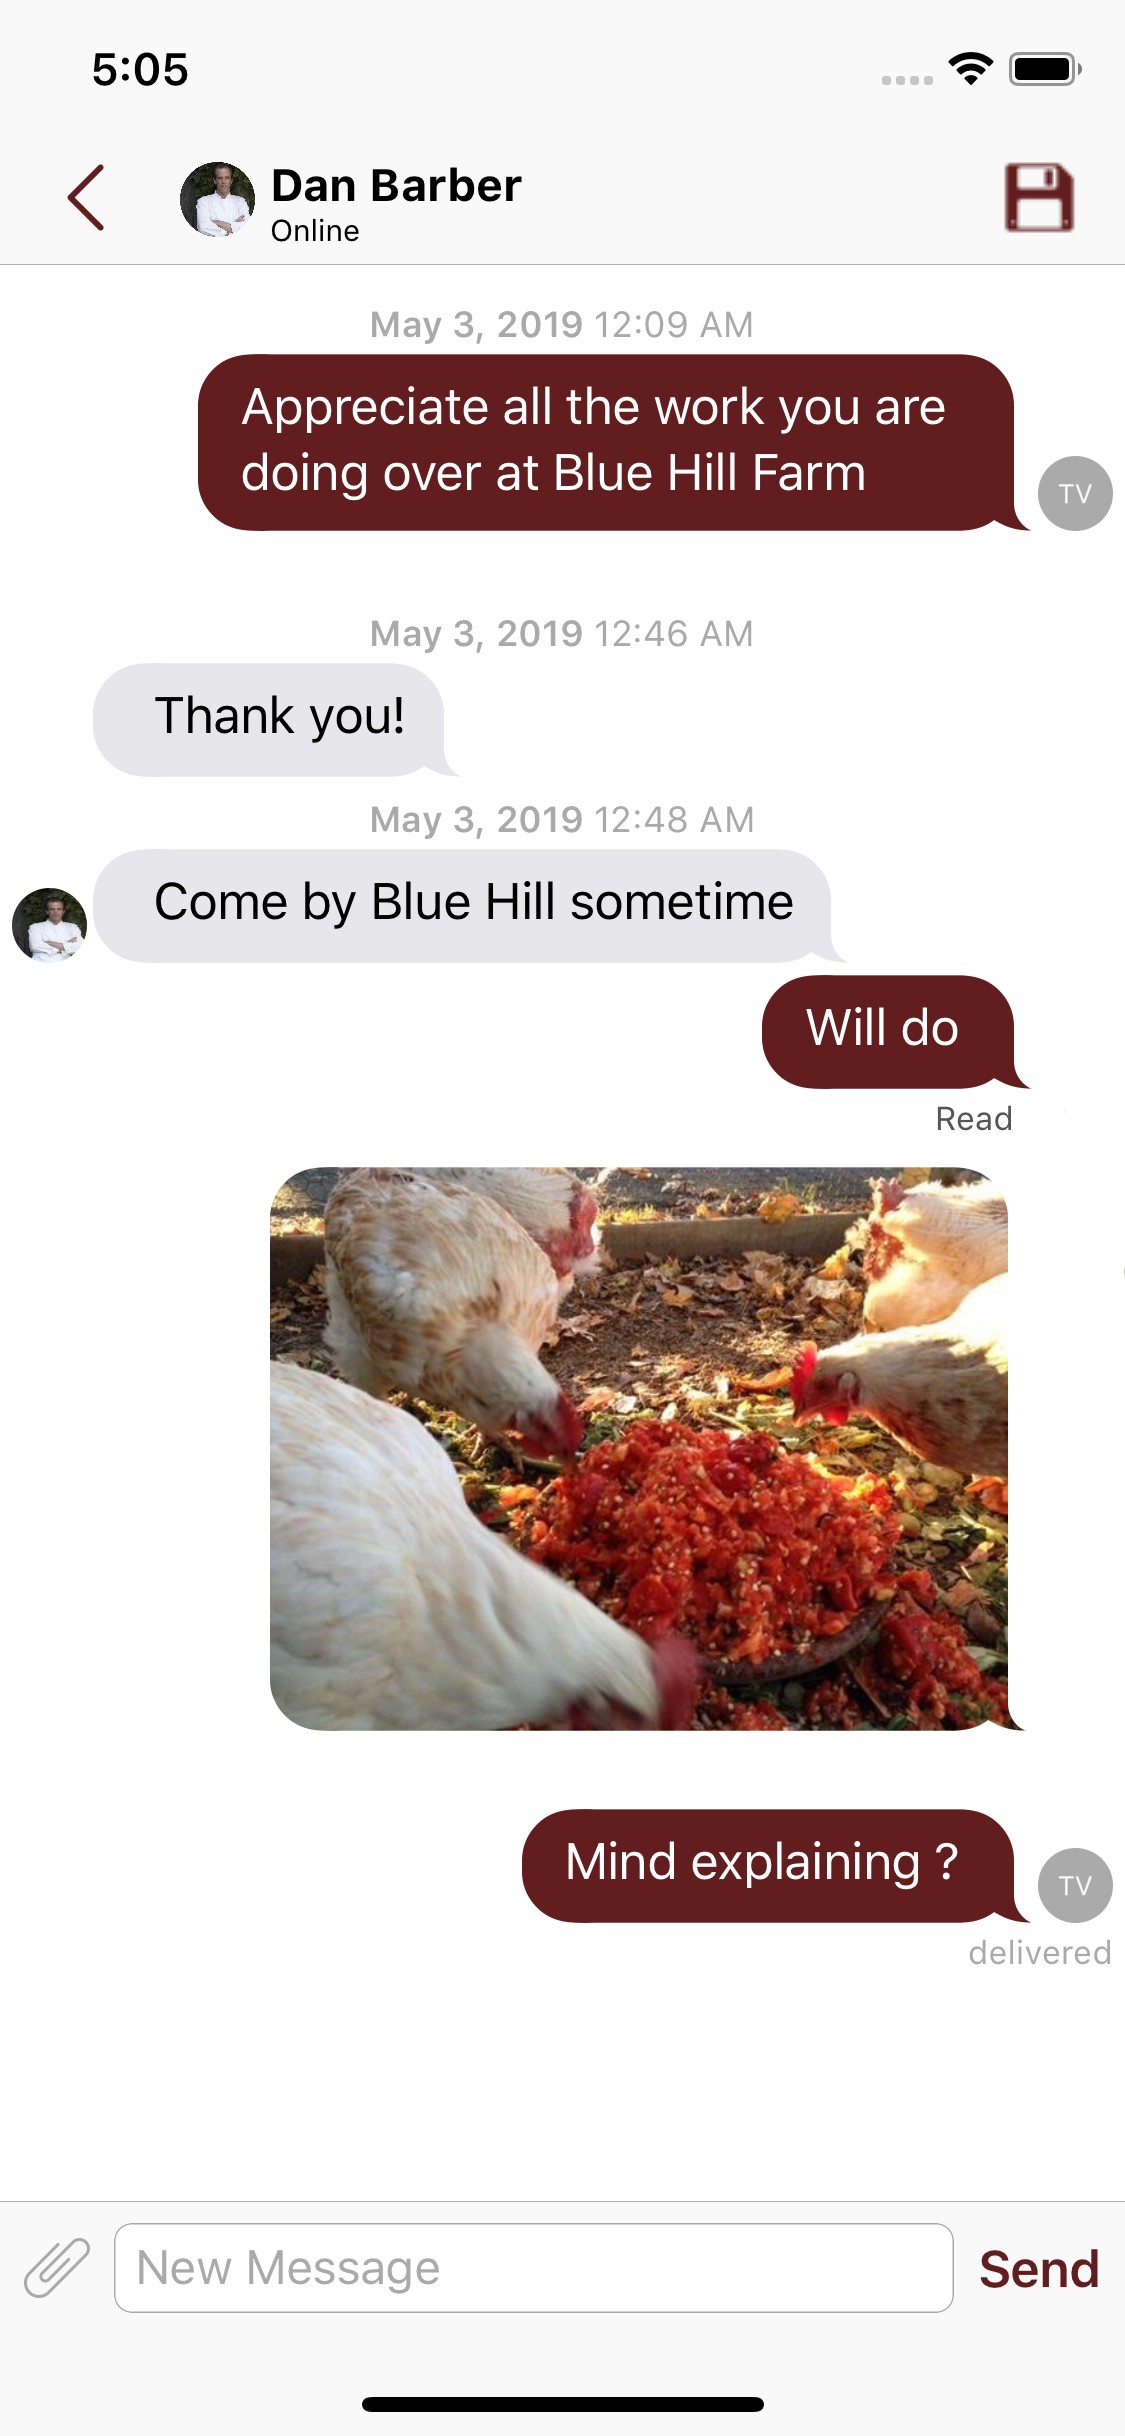 5:05
Dan Barber
Online
May 3, 2019 12:09 AM
Appreciate all the work you are
doing over at Blue Hill Farm
TV
May 3, 2019 12:46 AM
Thank you!
May 3, 2019 12:48 AM
Come by Blue Hill sometime
Will do
Read
Mind explaining ?
TV
delivered
New Message
Send